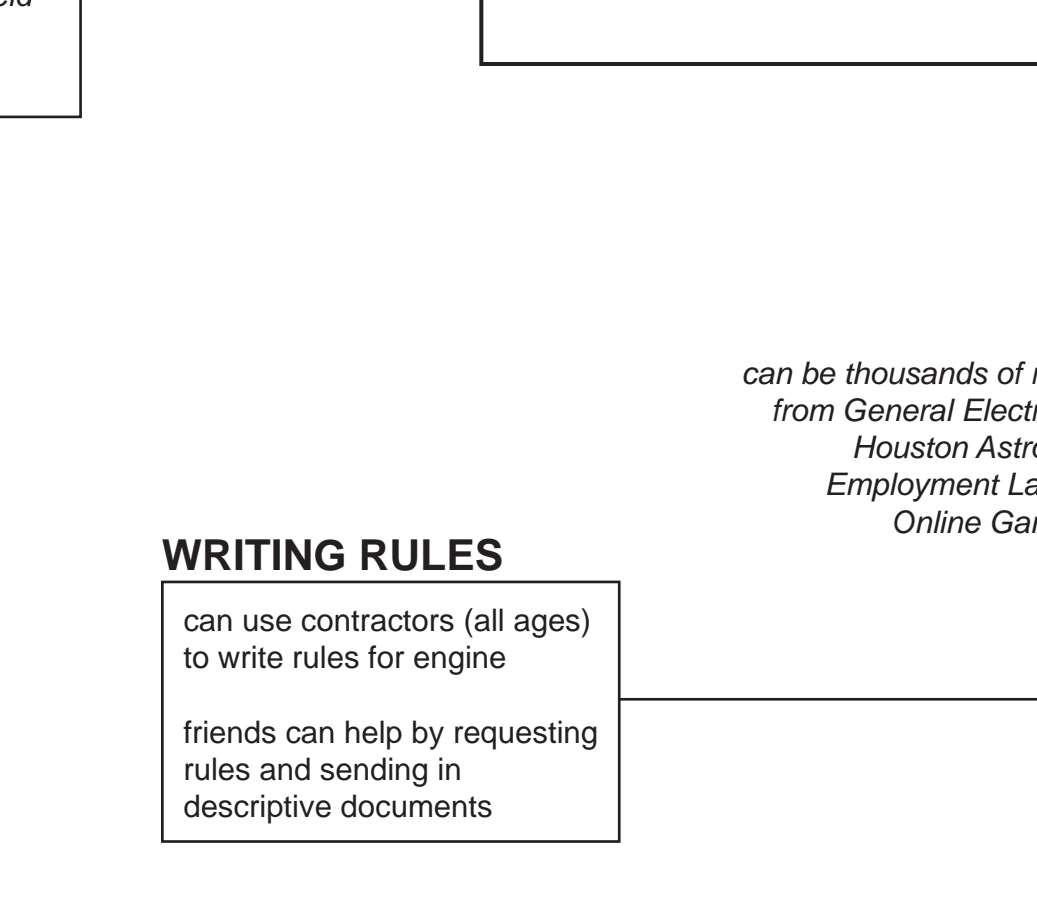 can be thousands of
from General
Houston
Employment
Online
WRITING RULES
can use contractors (all ages)
to write rules for engine
friends can help by requesting
rules and sending in
descriptive documents